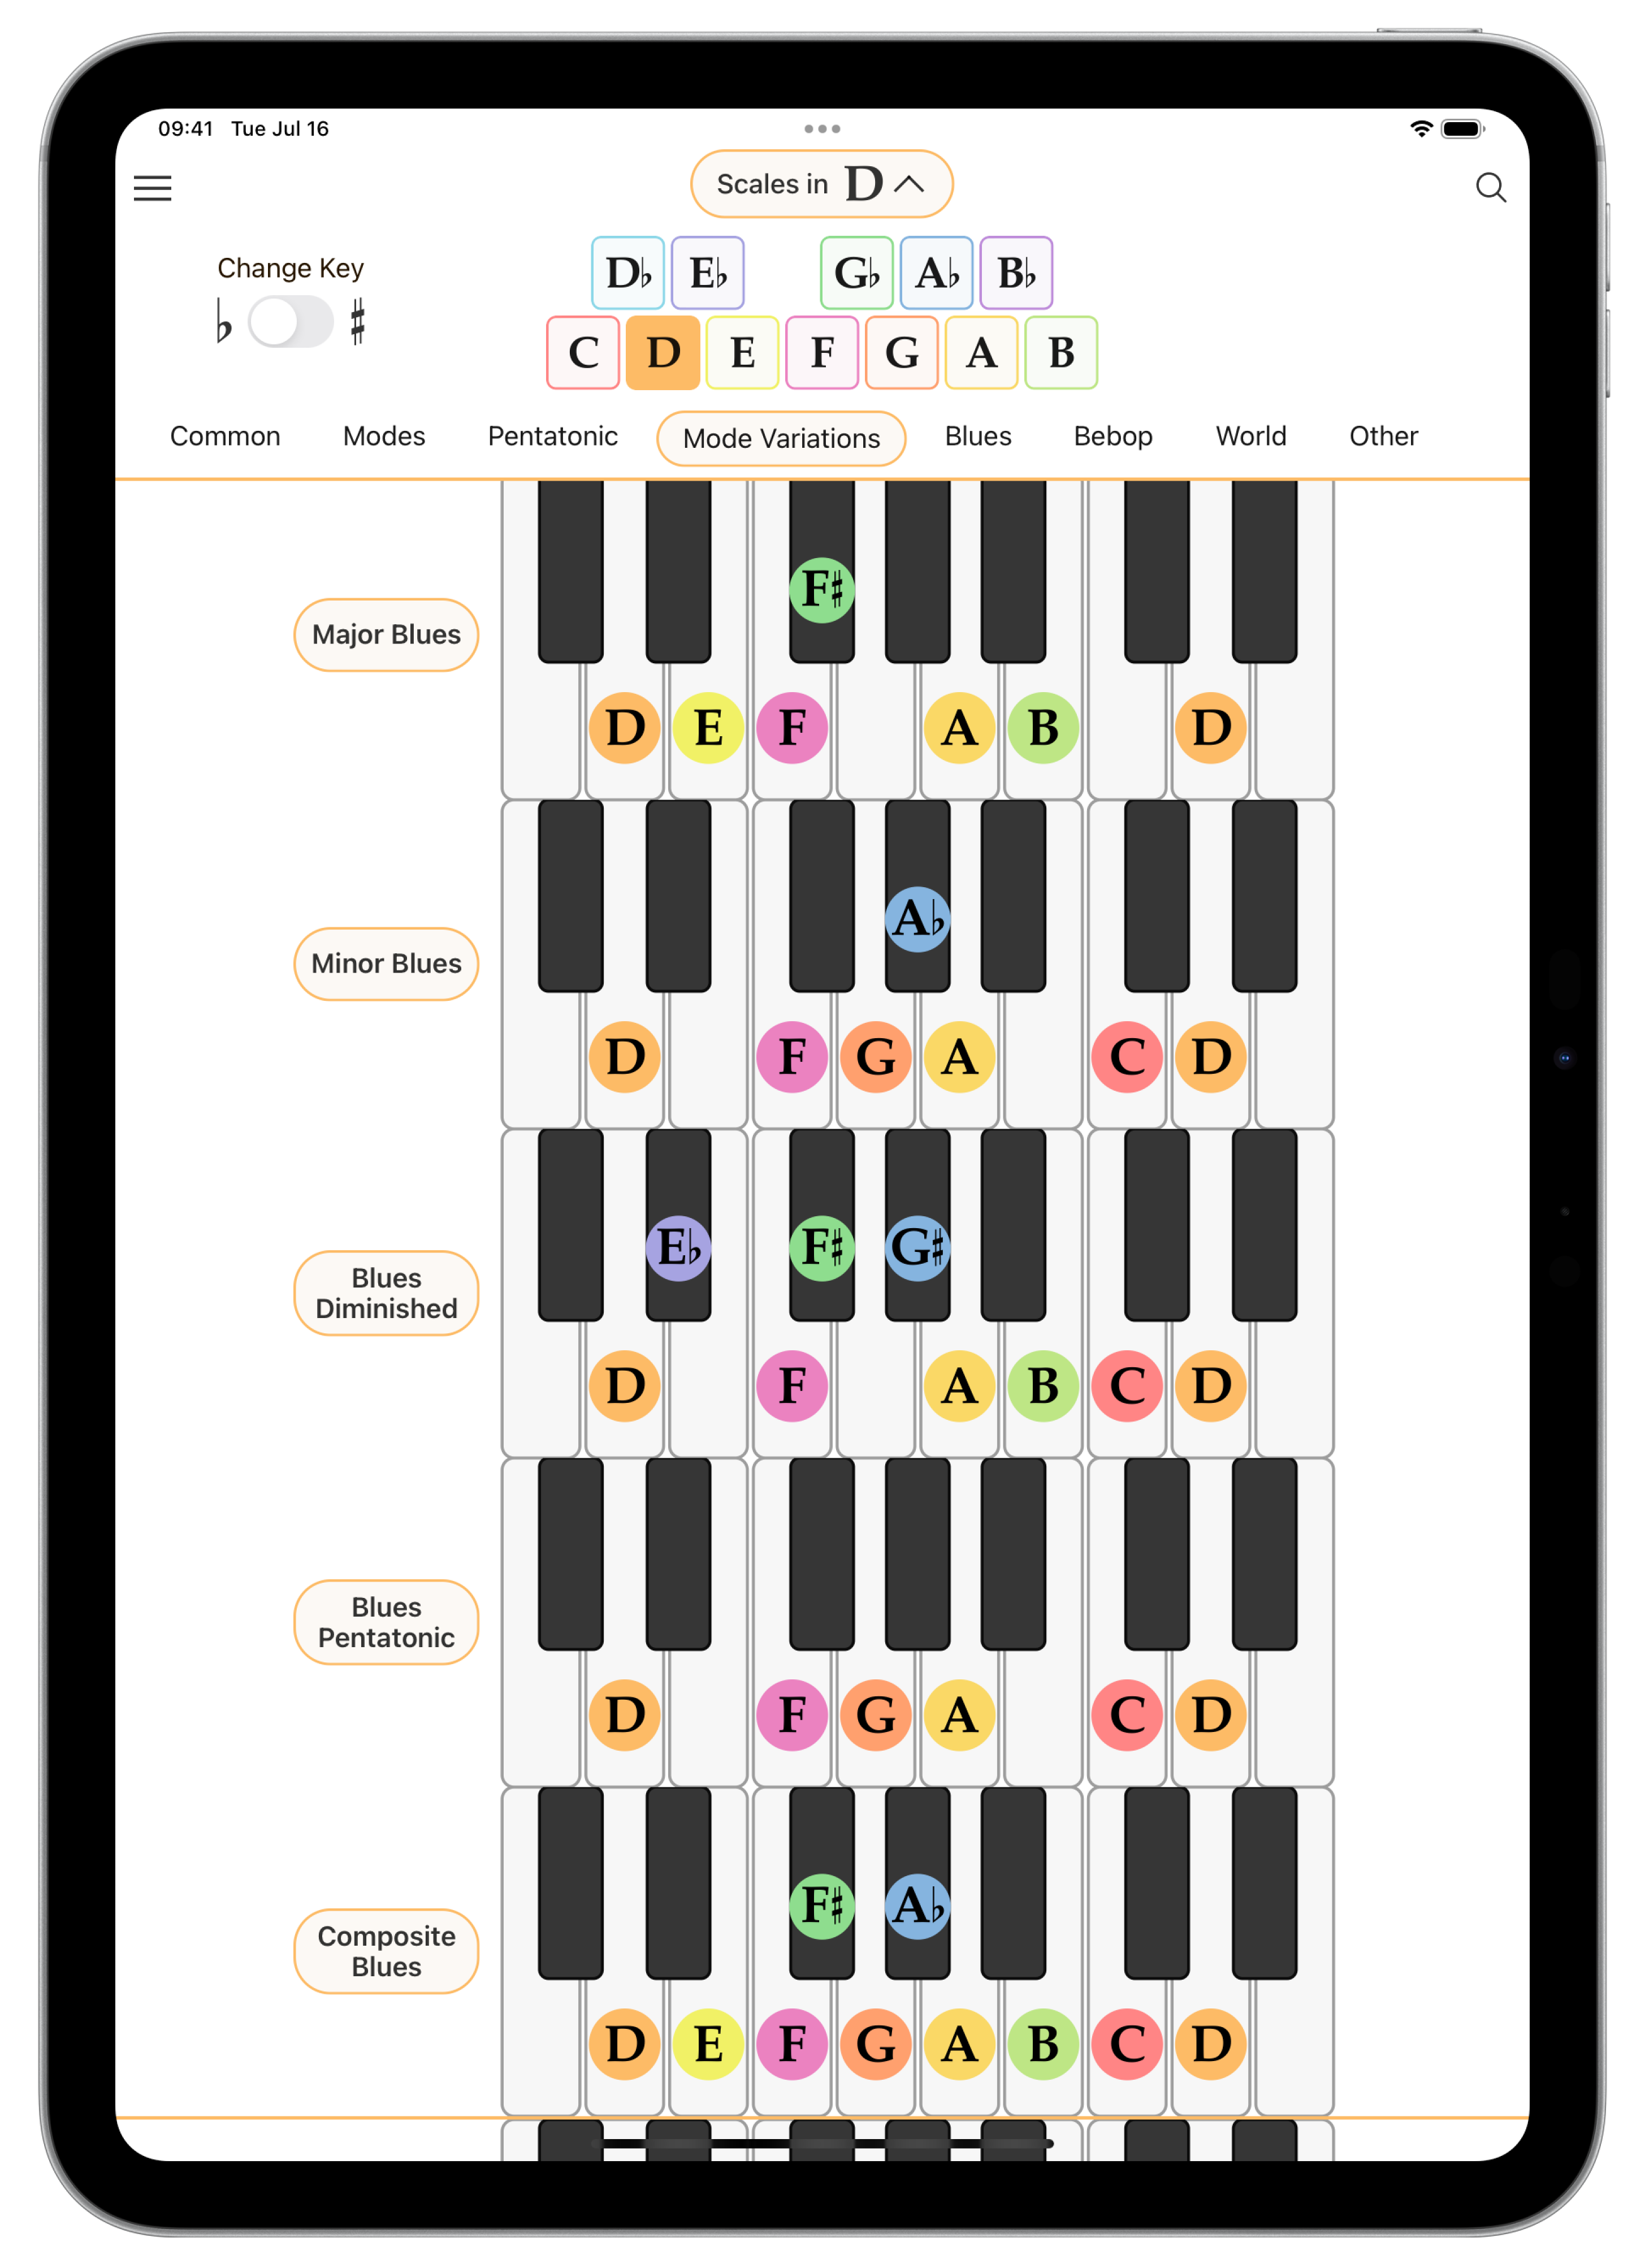 09:41 Tue Jul 16
Scales in D
Change Key
♭ ♯
D♭ E♭ G♭ A♭ B♭
C D E F G A B
Common Modes Pentatonic Mode Variations Blues Bebop World Other
F♯
Major Blues
D E F A B D
A♭
Minor Blues
D F G A C D
E♭ F♯ G♯
Blues
Diminished
D F A B C D
Blues
Pentatonic
D F G A C D
F♯ A♭
Composite
Blues
D E F G A B C D